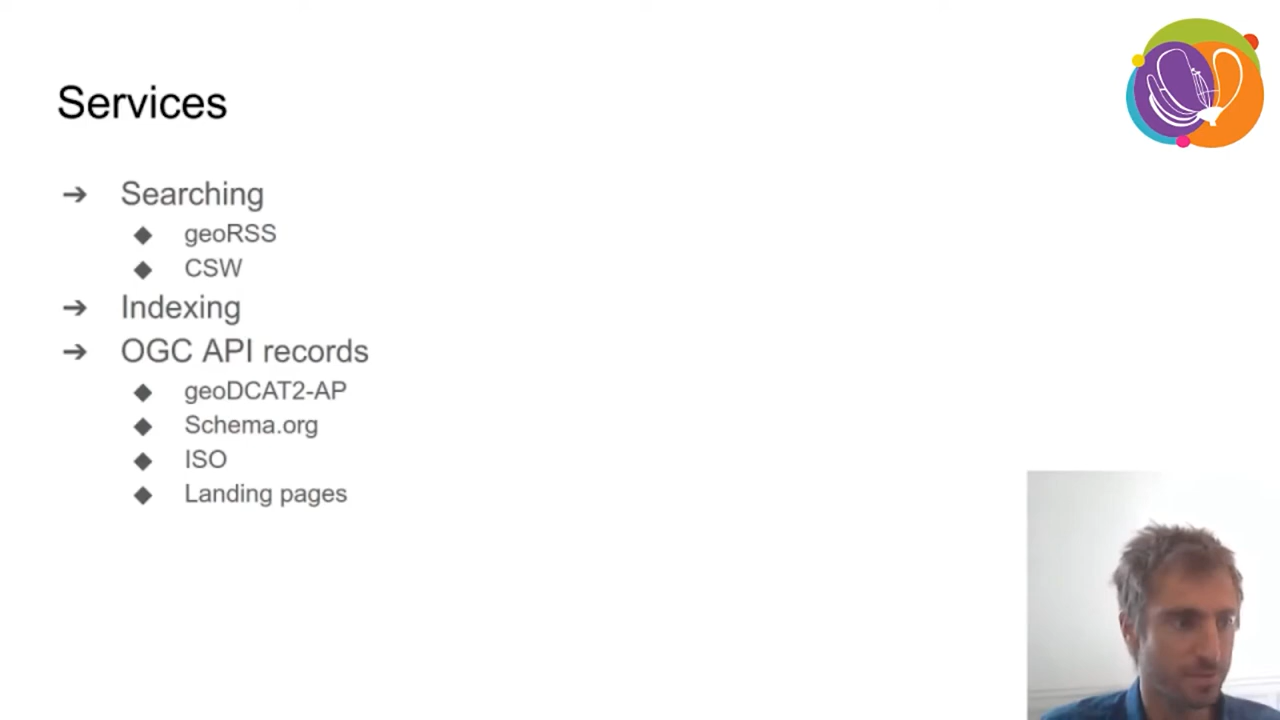 Services
➔ Searching
◆ geoRSS
◆ CSW
➔ Indexing
➔ OGC API records
◆ geoDCAT2-AP
◆ Schema.org
◆ ISO
◆ Landing pages